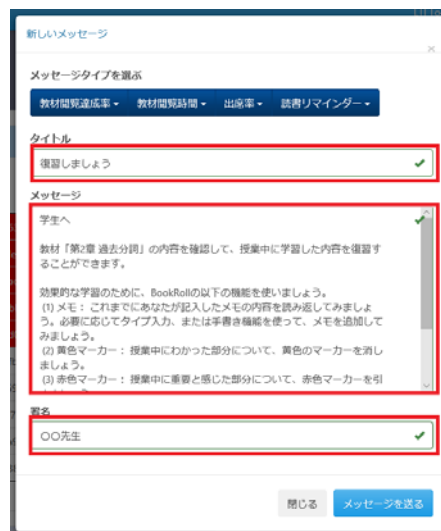 新しいメッセージ
×
メッセージタイプを選ぶ
教材閲覧達成率 教材閲覧時間 出席率 読書リマインダー
タイトル
復習しましょう
メッセージ
学生へ
教材「第2章 過去分詞」の内容を確認して、授業中に学習した内容を復習す
ることができます。
効果的な学習のために、BookRollの以下の機能を使いましょう。
(1) メモ： これまでにあなたが記入したメモの内容を読み返してみましょ
う。必要に応じてタイプ入力、または手書き機能を使って、メモを追加して
みましょう。
(2) 黄色マーカー： 授業中にわかった部分について、黄色のマーカーを消し
ましょう。
(3) 赤色マーカー： 授業中に重要と感じた部分について、赤色マーカーを引
署名
〇〇先生
閉じる メッセージを送る